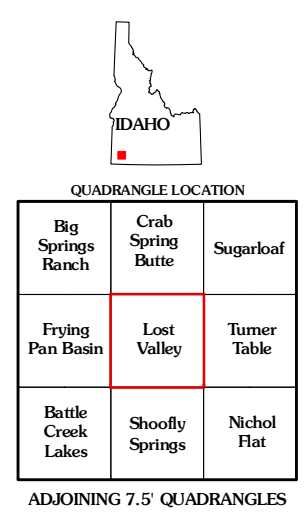 IDAHO
QUADRANGLE LOCATION
Big
Springs
Ranch
Crab
Spring
Butte
Sugarloaf
Frying
Pan Basin
Lost
Valley
Turner
Table
Battle
Creek
Lakes
Shoofly
Springs
Nichol
Flat
ADJOINING 7.5' QUADRANGLES